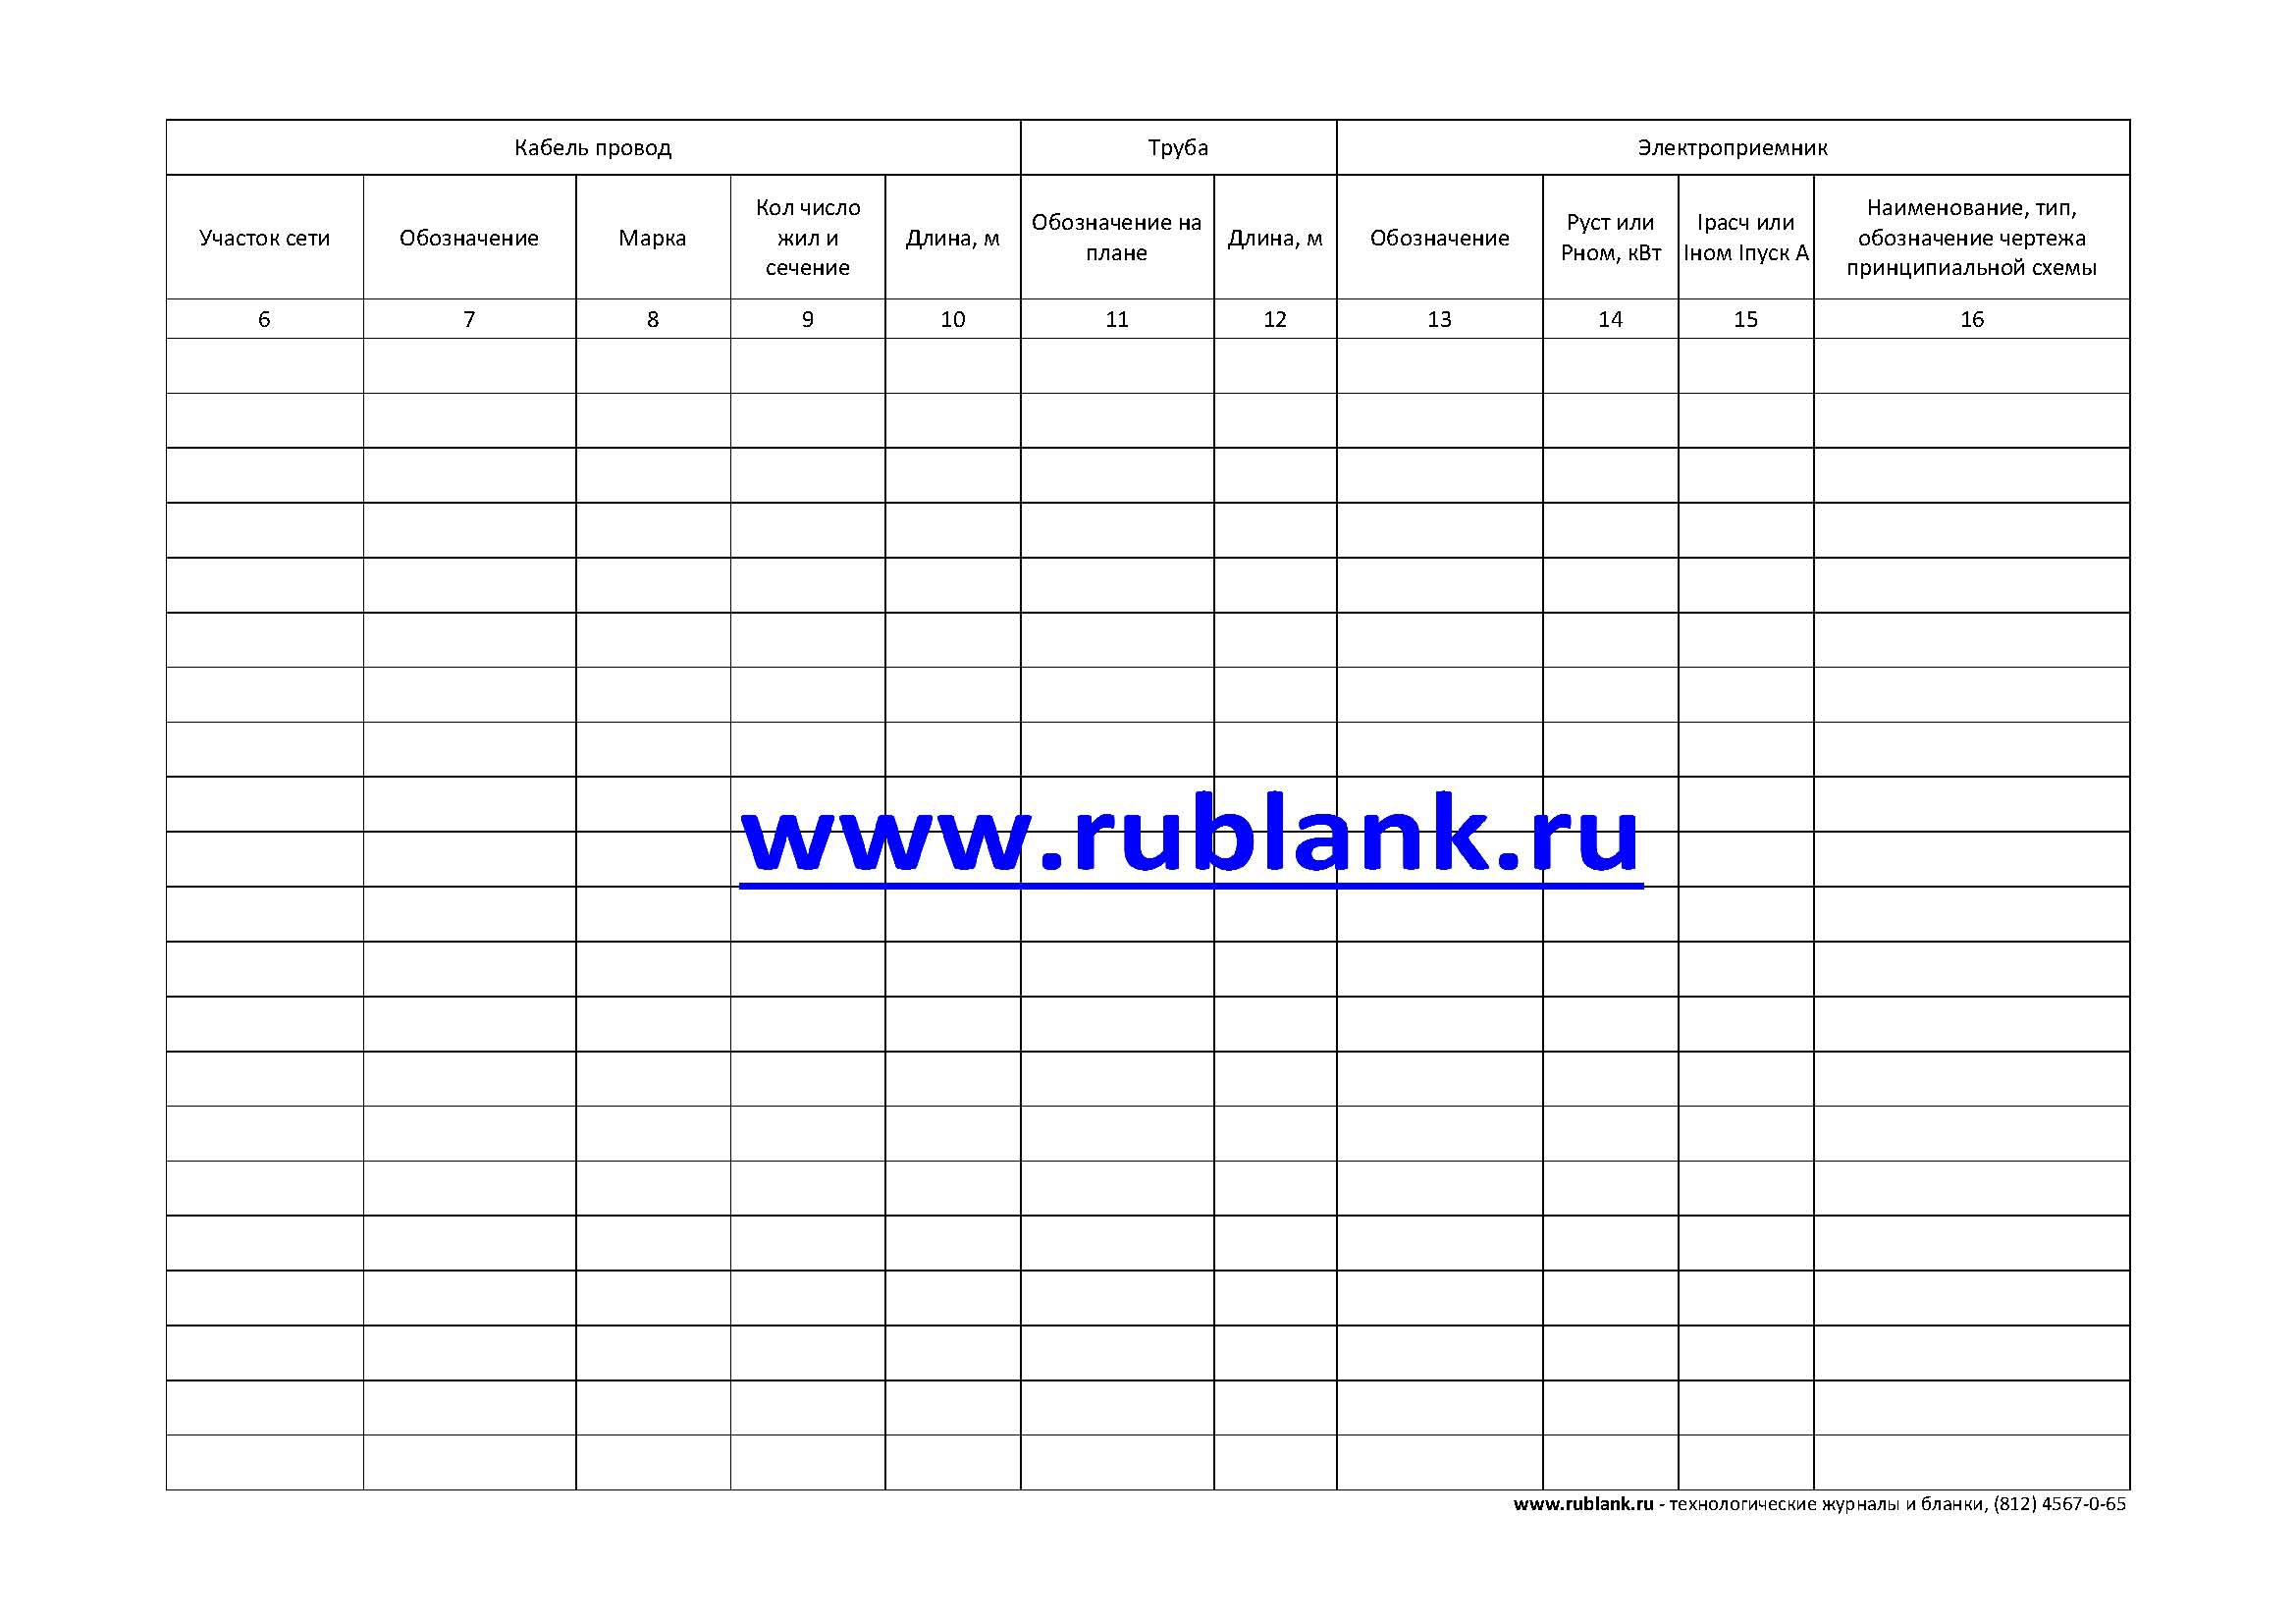 Кабель провод Труба Электроприемник
Участок сети Обозначение Марка Кол число жил и сечение Длина, м Обозначение на плане Длина, м Обозначение Pуст или Pном, кВт Iрасч или Iном Iпуск А Наименование, тип, обозначение чертежа принципиальной схемы
6 7 8 9 10 11 12 13 14 15 16
www.rublank.ru
www.rublank.ru - технологические журналы и бланки, (812) 4567-0-65